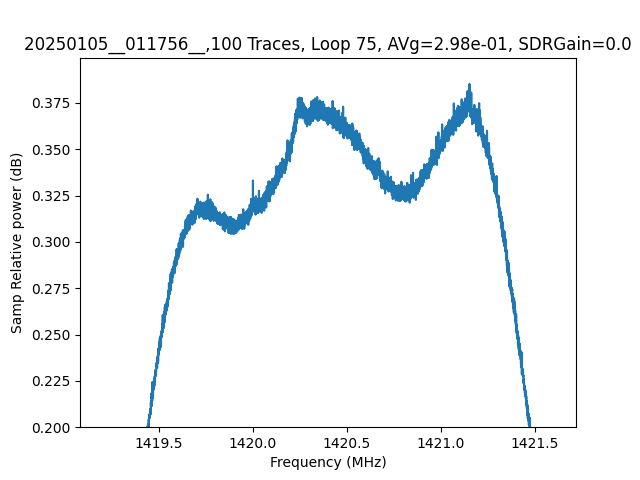 20250105__011756__,100 Traces, Loop 75, AVg=2.98e-01, SDRGain=0.0
Samp Relative power (dB)
0.375
0.350
0.325
0.300
0.275
0.250
0.225
0.200
1419.5 1420.0 1420.5 1421.0 1421.5
Frequency (MHz)